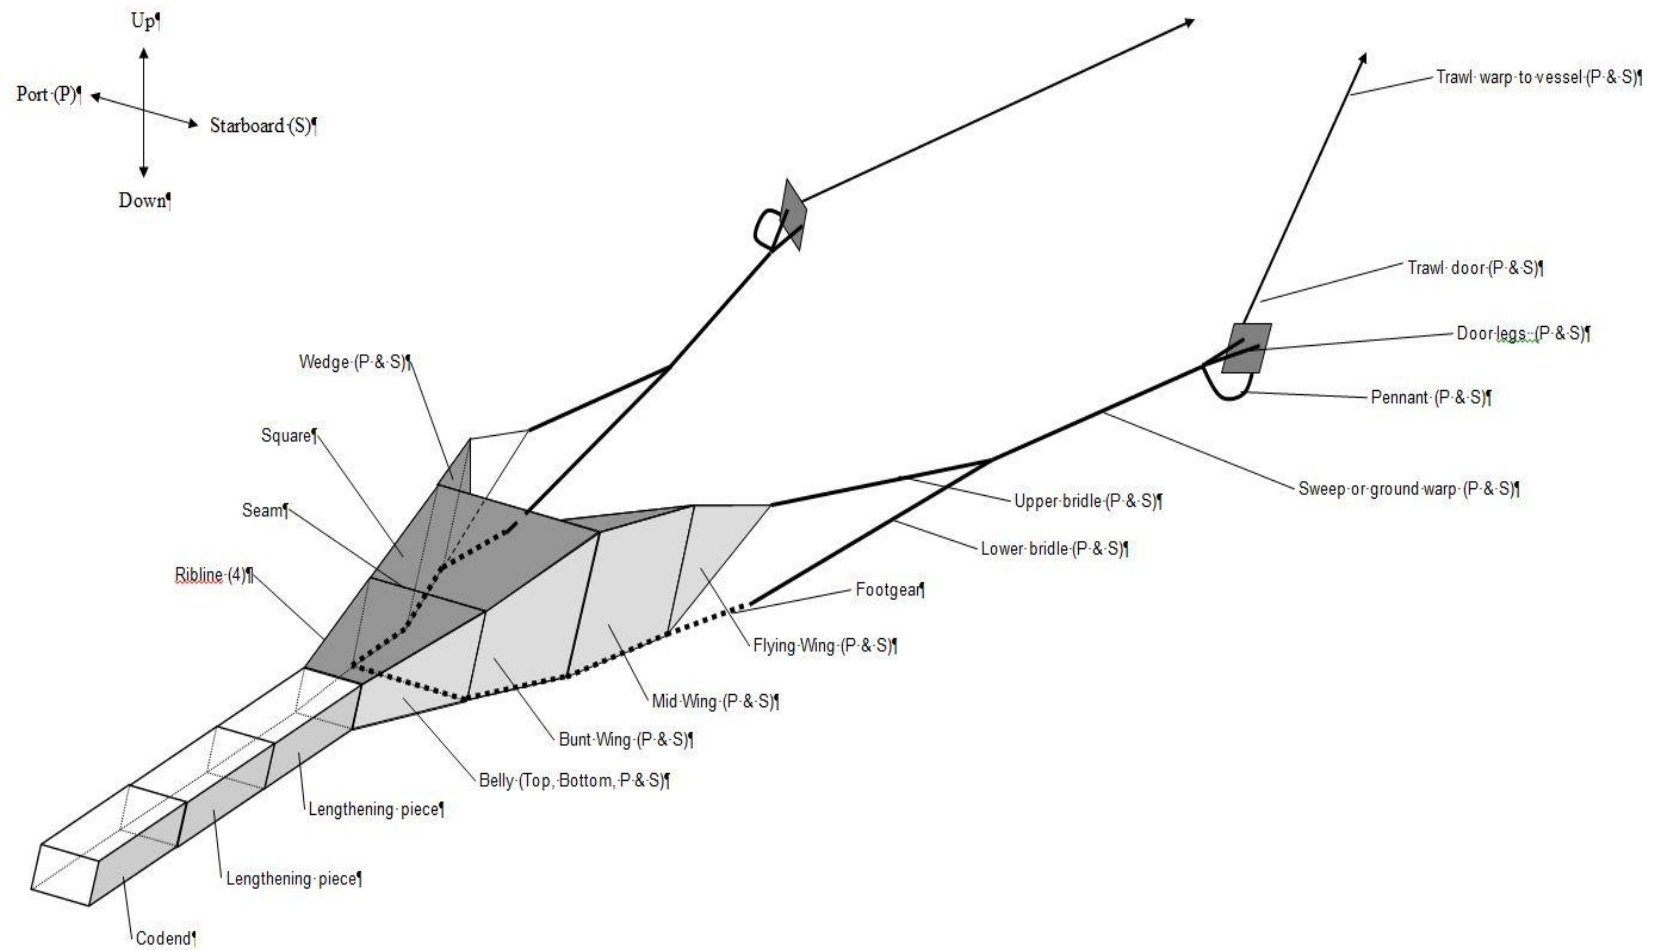 Up¶
Port·(P)¶
Starboard·(S)¶
Down¶
Trawl·warp·to·vessel·(P·&·S)¶
Trawl·door·(P·&·S)¶
Door·legs··(P·&·S)¶
Pennant·(P·&·S)¶
Wedge·(P·&·S)¶
Square¶
Sweep·or·ground·warp·(P·&·S)¶
Upper·bridle·(P·&·S)¶
Seam¶
Lower·bridle·(P·&·S)¶
Ribline·(4)¶
Footgear¶
Flying·Wing·(P·&·S)¶
Mid·Wing·(P·&·S)¶
Bunt·Wing·(P·&·S)¶
Belly·(Top,·Bottom,·P·&·S)¶
Lengthening·piece¶
Lengthening·piece¶
Codend¶